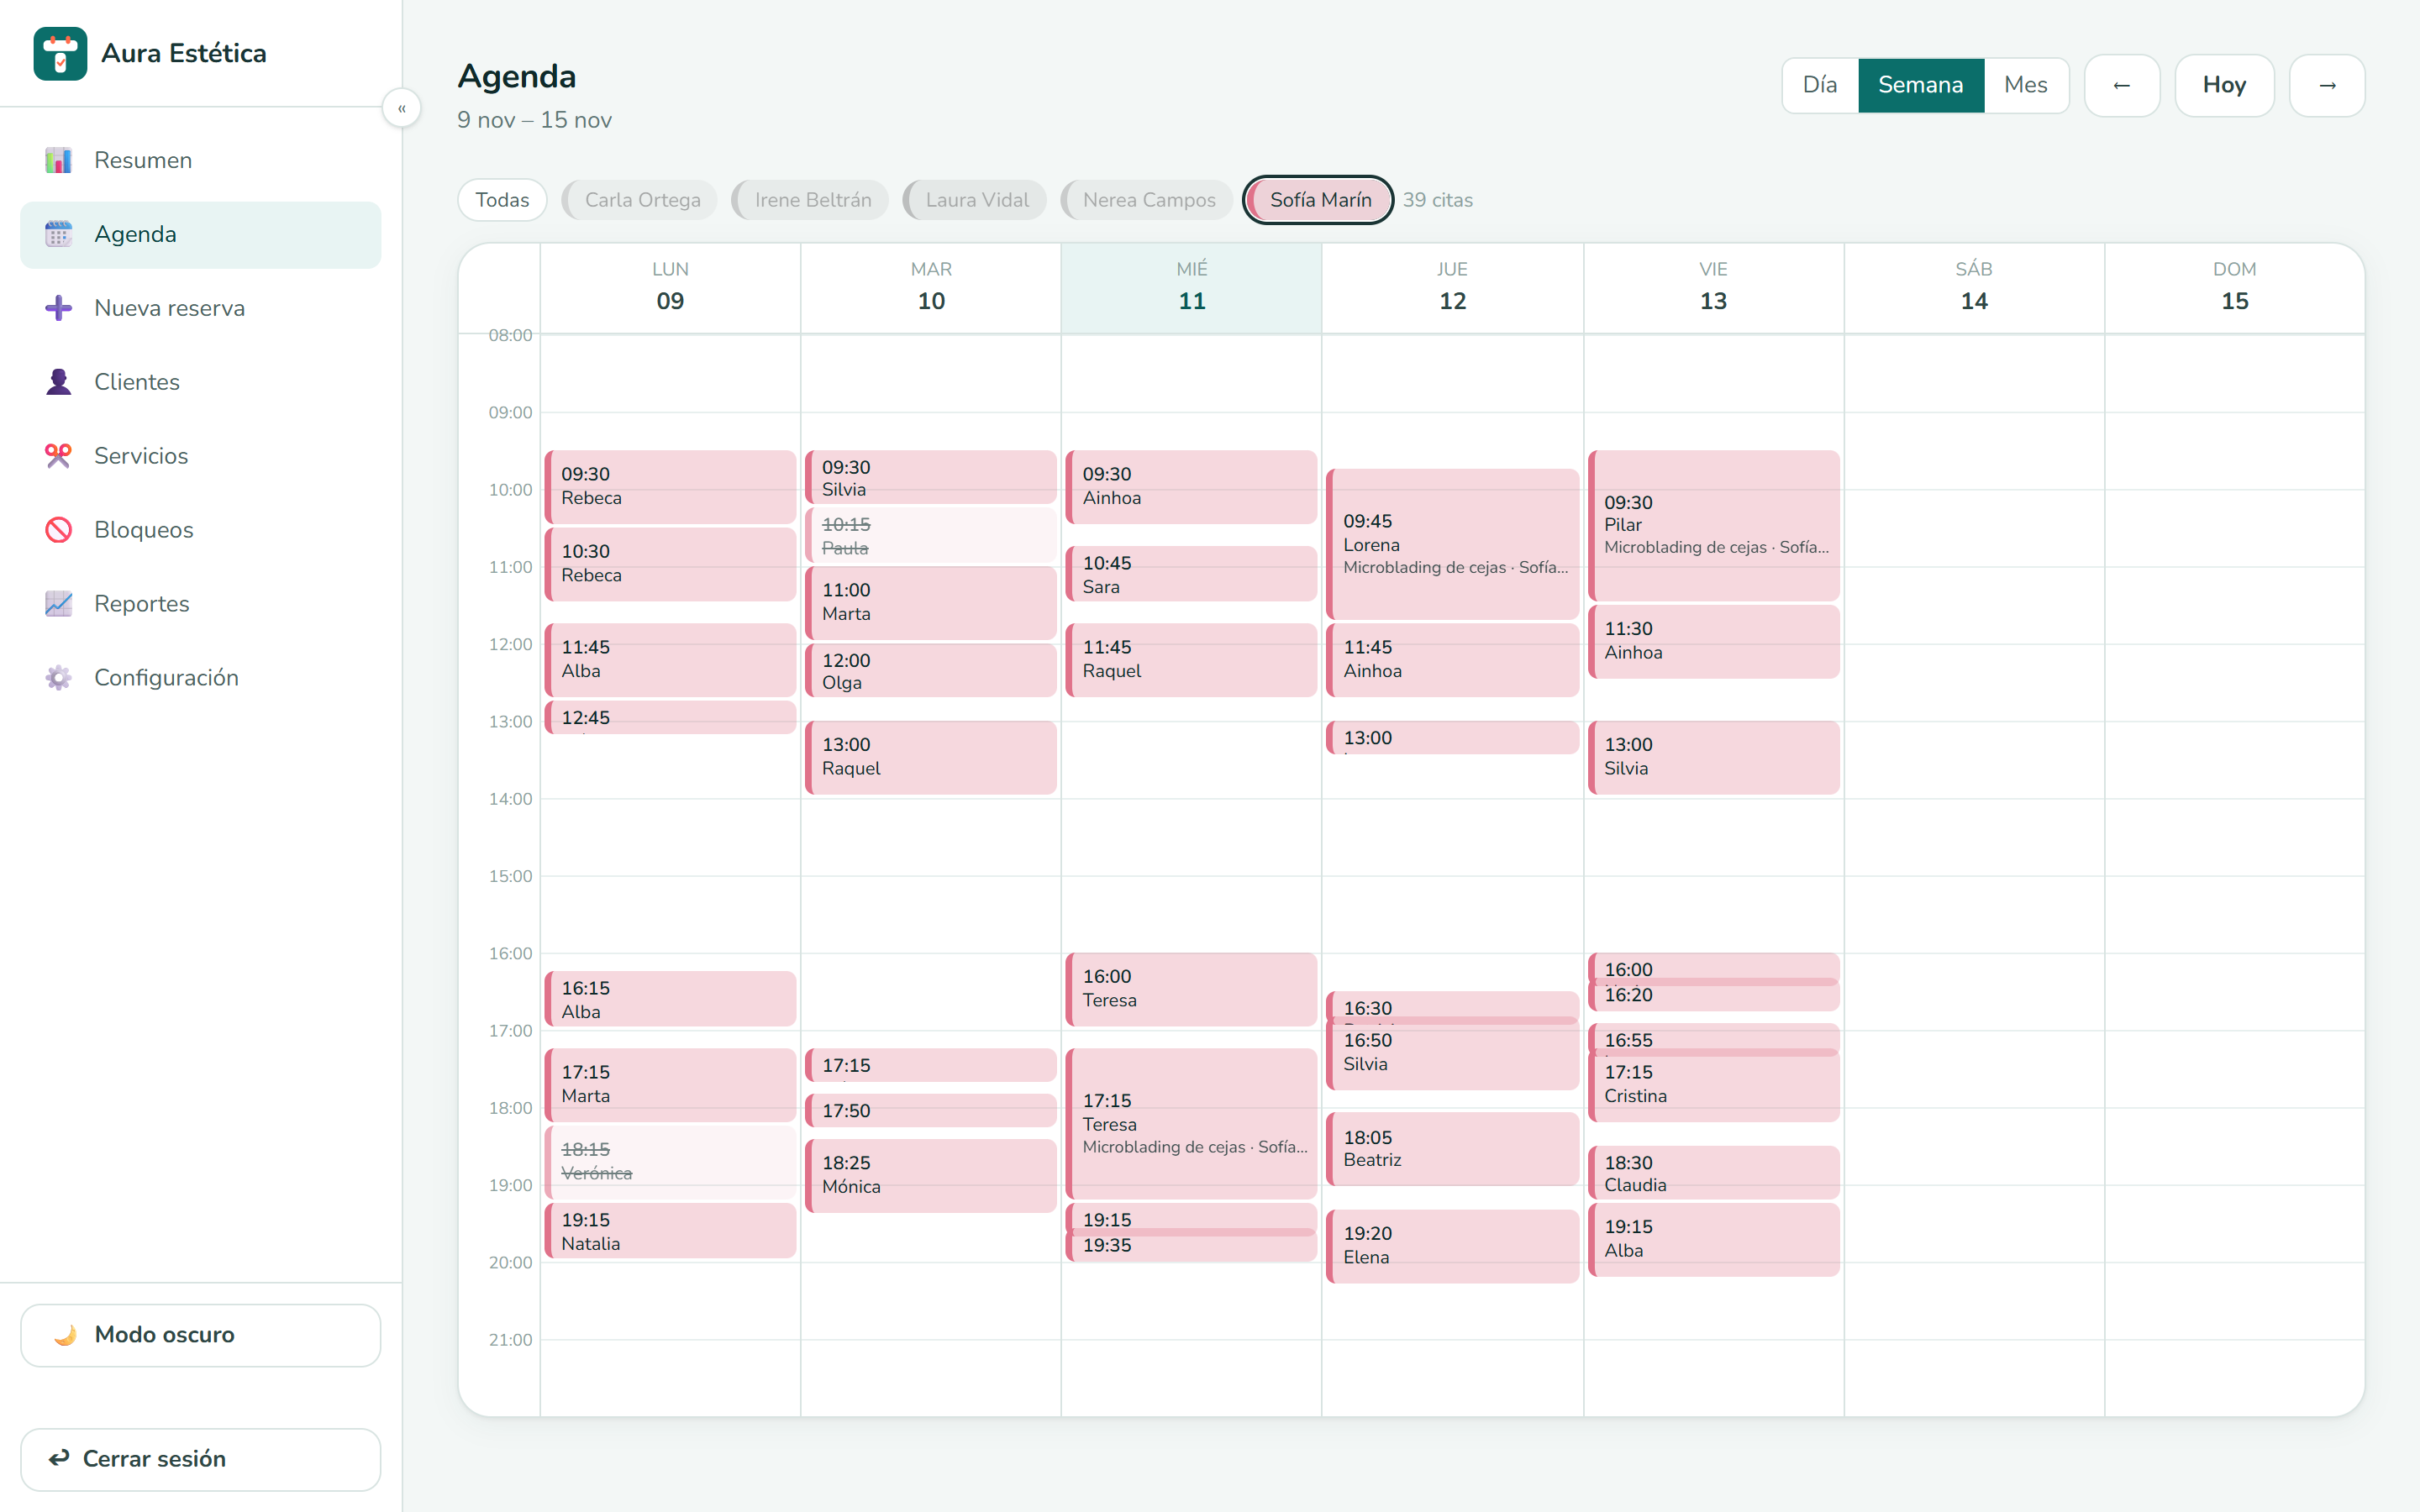 Aura Estética
«
Resumen
Agenda
Nueva reserva
Clientes
Servicios
Bloqueos
Reportes
Configuración
Modo oscuro
Cerrar sesión
Agenda
9 nov – 15 nov
Día Semana Mes ← Hoy →
Todas Carla Ortega Irene Beltrán Laura Vidal Nerea Campos Sofía Marín 39 citas
LUN MAR MIÉ JUE VIE SÁB DOM
09 10 11 12 13 14 15
08:00
09:00
10:00
11:00
12:00
13:00
14:00
15:00
16:00
17:00
18:00
19:00
20:00
21:00
09:30
Rebeca
10:30
Rebeca
11:45
Alba
12:45
16:15
Alba
17:15
Marta
18:15
Verónica
19:15
Natalia
09:30
Silvia
10:15
Paula
11:00
Marta
12:00
Olga
13:00
Raquel
17:15
17:50
18:25
Mónica
09:30
Ainhoa
10:45
Sara
11:45
Raquel
16:00
Teresa
17:15
Teresa
Microblading de cejas · Sofía...
19:15
19:35
09:45
Lorena
Microblading de cejas · Sofía...
11:45
Ainhoa
13:00
16:30
16:50
Silvia
18:05
Beatriz
19:20
Elena
09:30
Pilar
Microblading de cejas · Sofía...
11:30
Ainhoa
13:00
Silvia
16:00
16:20
16:55
17:15
Cristina
18:30
Claudia
19:15
Alba